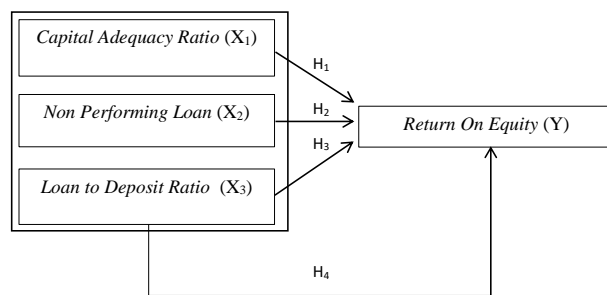 Capital Adequacy Ratio (X₁)
H₁
Non Performing Loan (X₂)
H₂
Return On Equity (Y)
H₃
Loan to Deposit Ratio (X₃)
H₄